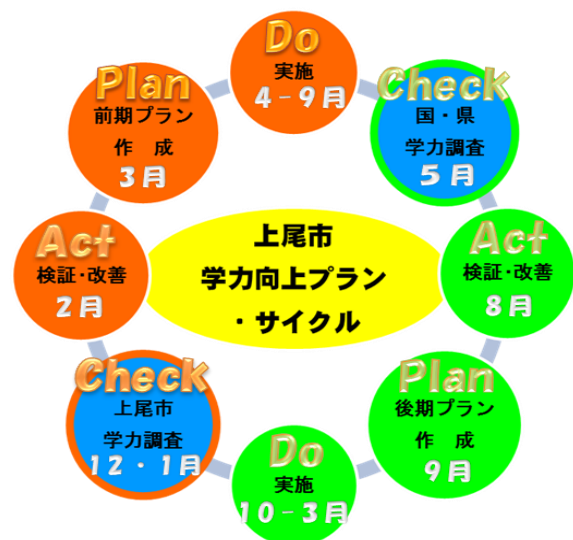 Do
実施
4-9月
Check
国・県
学力調査
5月
Act
検証・改善
8月
Plan
後期プラン
作　成
9月
Do
実施
10-3月
Check
上尾市
学力調査
12・1月
Act
検証・改善
2月
Plan
前期プラン
作　成
3月
上尾市
学力向上プラン
・サイクル